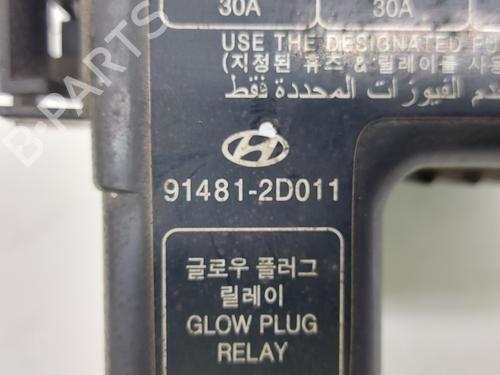 30A 30A
USE THE DESIGNATED FU
(지정된 휴즈 & 릴레이를 사용
الفيوزات المحددة فقط
91481-2D011
글로우 플러그
릴레이
GLOW PLUG
RELAY
B-PARTS